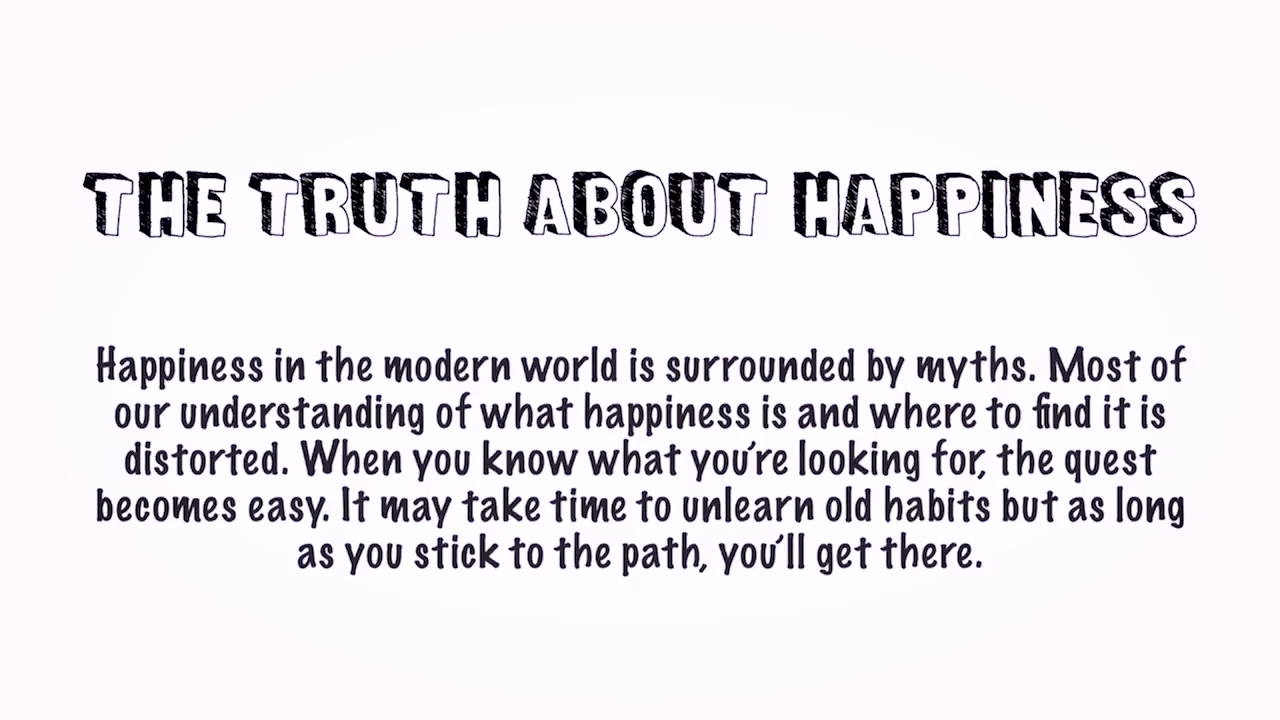 THE TRUTH ABOUT HAPPINESS
Happiness in the modern world is surrounded by myths. Most of
our understanding of what happiness is and where to find it is
distorted. When you know what you're looking for, the quest
becomes easy. It may take time to unlearn old habits but as long
as you stick to the path, you'll get there.